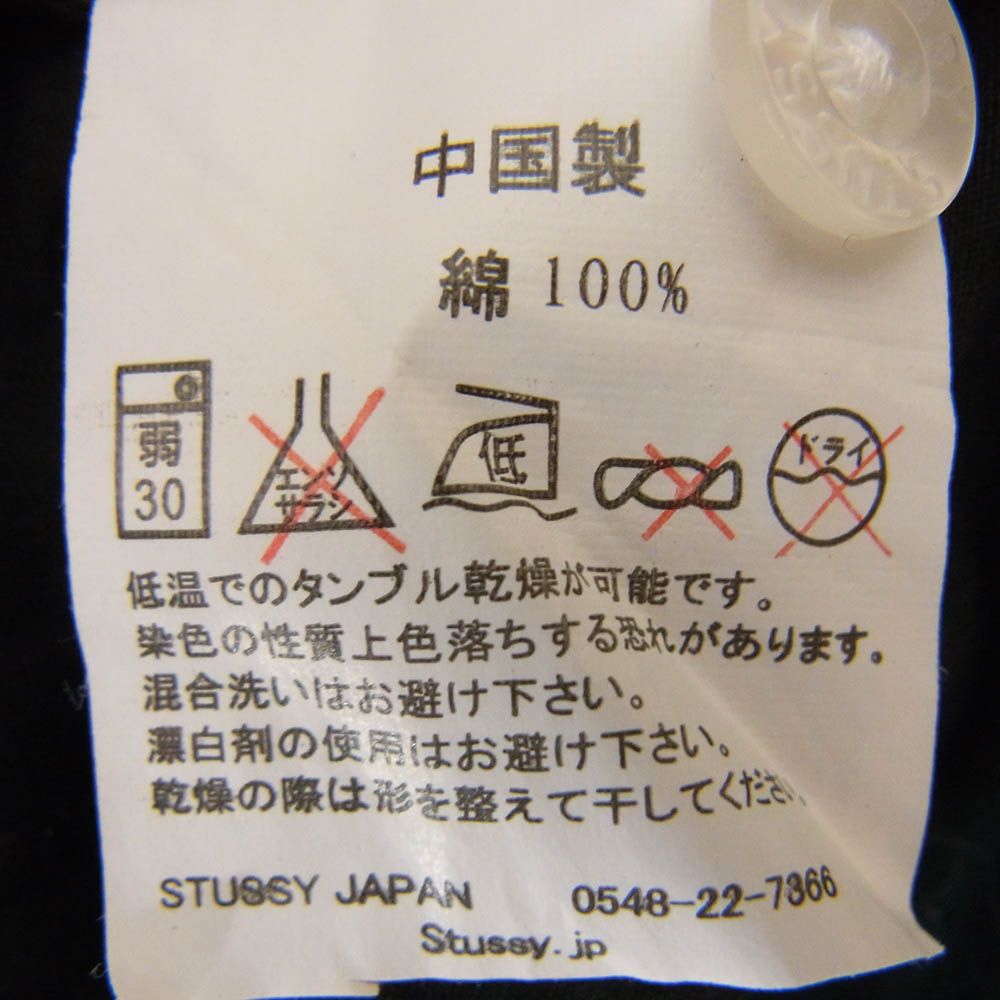 中国製
綿 100%
弱
30
エンソ
サラシ
低
ドライ
低温でのタンブル乾燥が可能です。
染色の性質上色落ちする恐れがあります。
混合洗いはお避け下さい。
漂白剤の使用はお避け下さい。
乾燥の際は形を整えて干してください。
STUSSY JAPAN 0548-22-7366
Stussy.jp